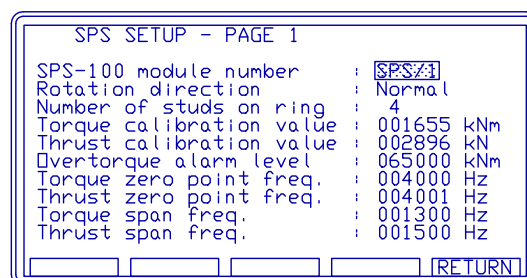 SPS SETUP - PAGE 1
SPS-100 module number : SPS/1
Rotation direction : Normal
Number of studs on ring : 4
Torque calibration value : 001655 kNm
Thrust calibration value : 002896 kN
Overtorque alarm level : 065000 kNm
Torque zero point freq. : 004000 Hz
Thrust zero point freq. : 004001 Hz
Torque span freq. : 001300 Hz
Thrust span freq. : 001500 Hz
RETURN